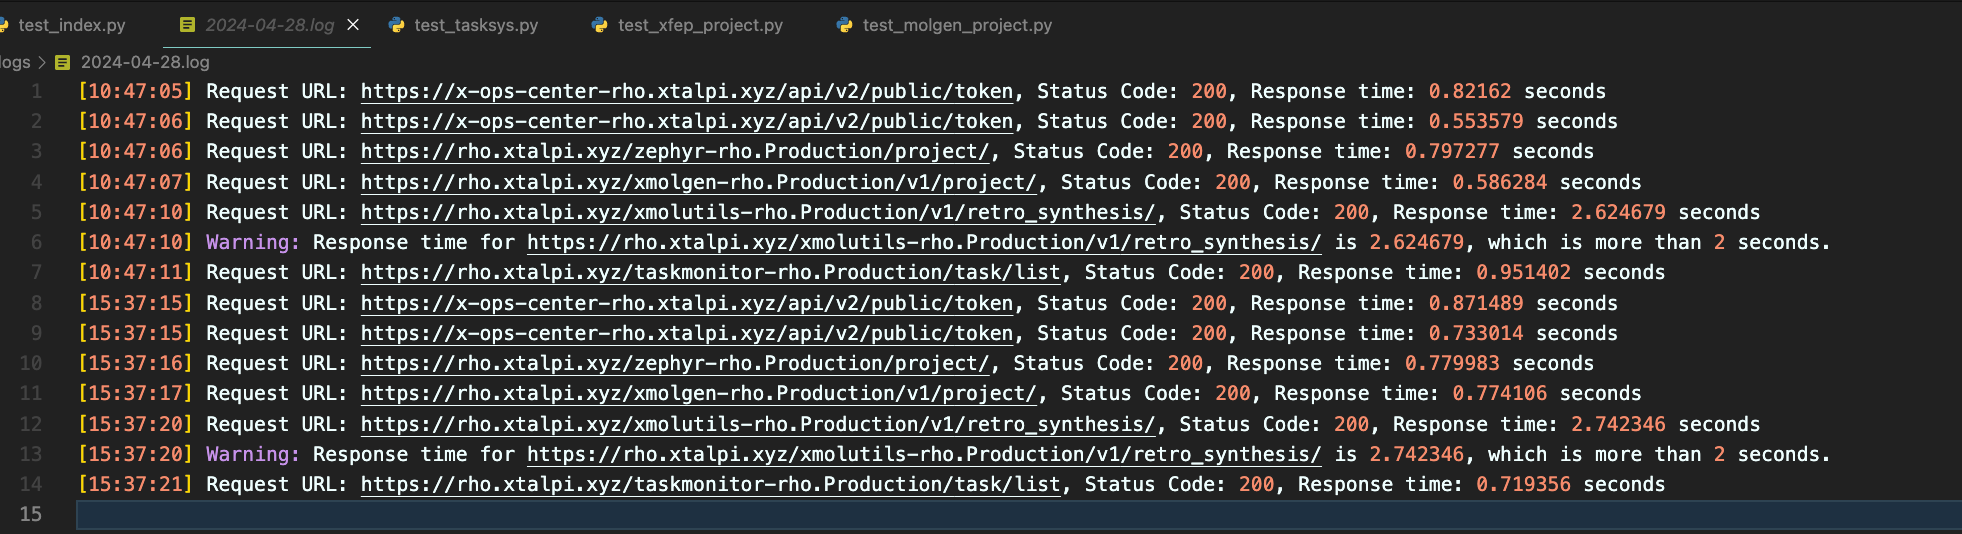 test_index.py 2024-04-28.log test_tasksys.py test_xfep_project.py test_molgen_project.py
logs > 2024-04-28.log
1 [10:47:05] Request URL: https://x-ops-center-rho.xtalpi.xyz/api/v2/public/token, Status Code: 200, Response time: 0.82162 seconds
2 [10:47:06] Request URL: https://x-ops-center-rho.xtalpi.xyz/api/v2/public/token, Status Code: 200, Response time: 0.553579 seconds
3 [10:47:06] Request URL: https://rho.xtalpi.xyz/zephyr-rho.Production/project/, Status Code: 200, Response time: 0.797277 seconds
4 [10:47:07] Request URL: https://rho.xtalpi.xyz/xmolgen-rho.Production/v1/project/, Status Code: 200, Response time: 0.586284 seconds
5 [10:47:10] Request URL: https://rho.xtalpi.xyz/xmolutils-rho.Production/v1/retro_synthesis/, Status Code: 200, Response time: 2.624679 seconds
6 [10:47:10] Warning: Response time for https://rho.xtalpi.xyz/xmolutils-rho.Production/v1/retro_synthesis/ is 2.624679, which is more than 2 seconds.
7 [10:47:11] Request URL: https://rho.xtalpi.xyz/taskmonitor-rho.Production/task/list, Status Code: 200, Response time: 0.951402 seconds
8 [15:37:15] Request URL: https://x-ops-center-rho.xtalpi.xyz/api/v2/public/token, Status Code: 200, Response time: 0.871489 seconds
9 [15:37:15] Request URL: https://x-ops-center-rho.xtalpi.xyz/api/v2/public/token, Status Code: 200, Response time: 0.733014 seconds
10 [15:37:16] Request URL: https://rho.xtalpi.xyz/zephyr-rho.Production/project/, Status Code: 200, Response time: 0.779983 seconds
11 [15:37:17] Request URL: https://rho.xtalpi.xyz/xmolgen-rho.Production/v1/project/, Status Code: 200, Response time: 0.774106 seconds
12 [15:37:20] Request URL: https://rho.xtalpi.xyz/xmolutils-rho.Production/v1/retro_synthesis/, Status Code: 200, Response time: 2.742346 seconds
13 [15:37:20] Warning: Response time for https://rho.xtalpi.xyz/xmolutils-rho.Production/v1/retro_synthesis/ is 2.742346, which is more than 2 seconds.
14 [15:37:21] Request URL: https://rho.xtalpi.xyz/taskmonitor-rho.Production/task/list, Status Code: 200, Response time: 0.719356 seconds
15